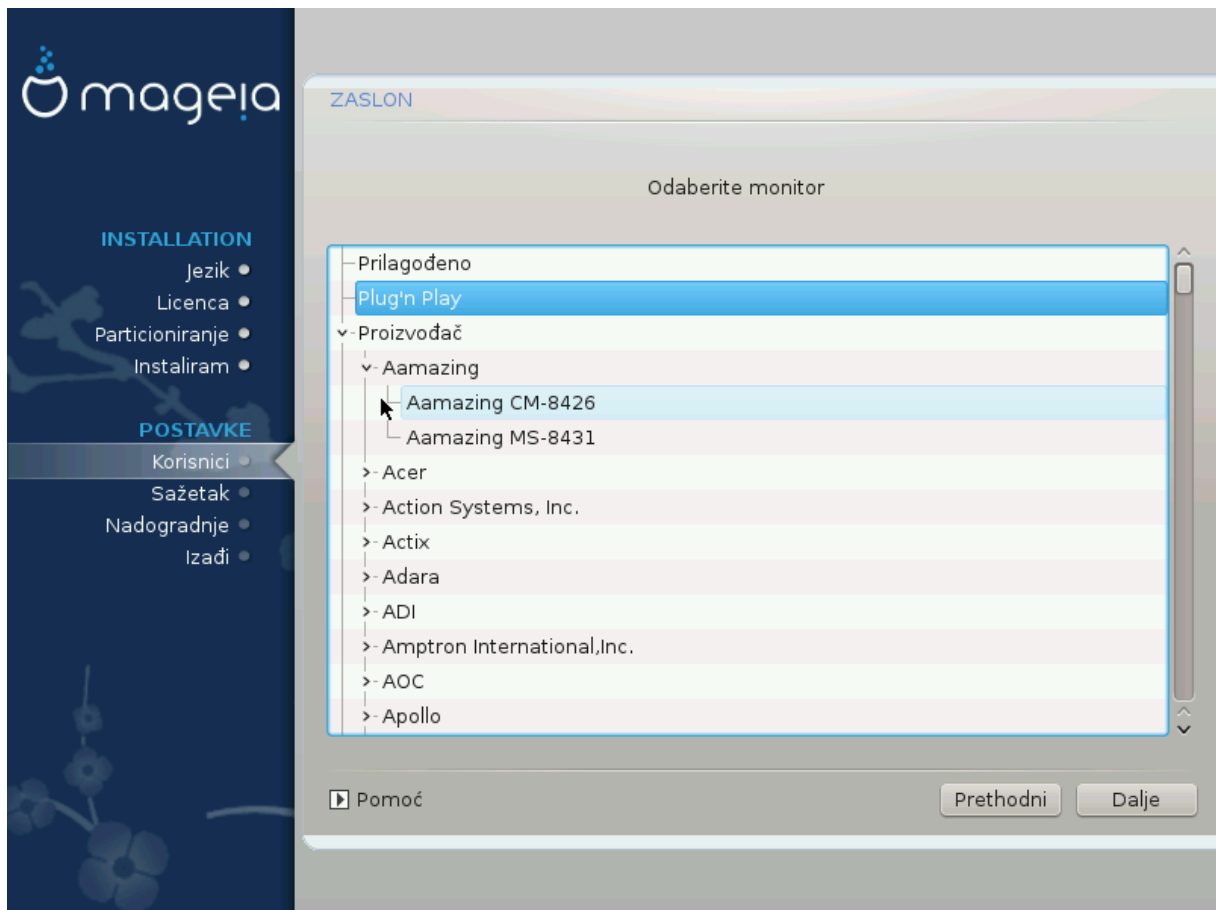 mageia
INSTALLATION
Jezik
Licenca
Particioniranje
Instaliram
POSTAVKE
Korisnici
Sažetak
Nadogradnje
Izađi
ZASLON
Odaberite monitor
Prilagođeno
Plug'n Play
Proizvođač
Aamazing
Aamazing CM-8426
Aamazing MS-8431
Acer
Action Systems, Inc.
Actix
Adara
ADI
Amptron International,Inc.
AOC
Apollo
Pomoć
Prethodni
Dalje